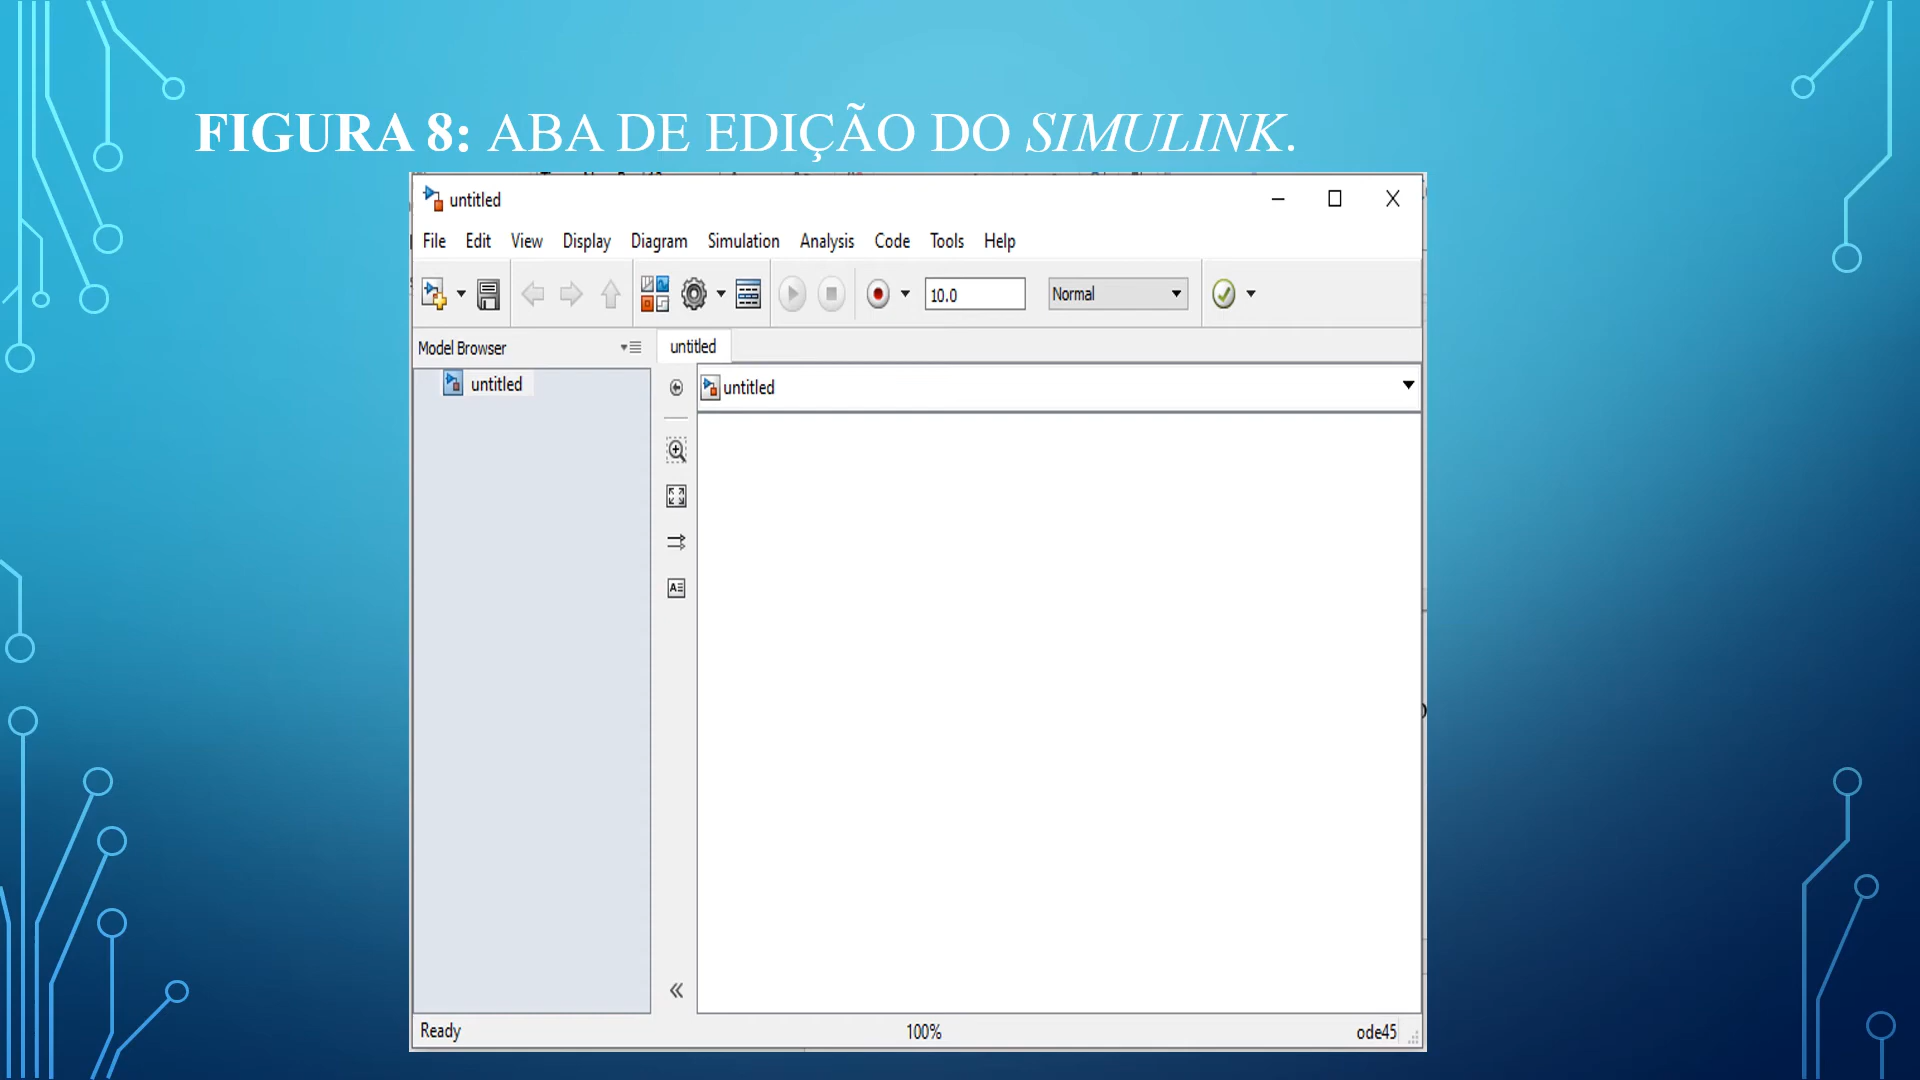 FIGURA 8: ABA DE EDIÇÃO DO SIMULINK.
untitled
File Edit View Display Diagram Simulation Analysis Code Tools Help
10.0 Normal
Model Browser untitled
untitled untitled
Ready 100% ode45